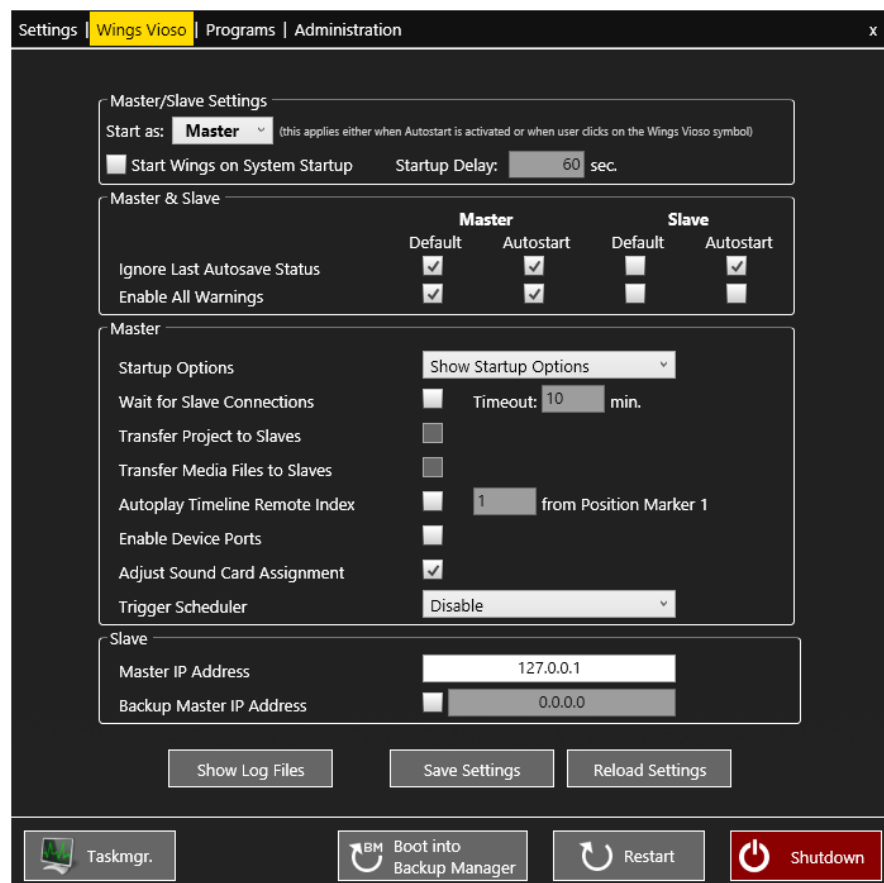 Settings | Wings Vioso | Programs | Administration x
Master/Slave Settings
Start as: Master (this applies either when Autostart is activated or when user clicks on the Wings Vioso symbol)
Start Wings on System Startup Startup Delay: 60 sec.
Master & Slave
Master Slave
Default Autostart Default Autostart
Ignore Last Autosave Status
Enable All Warnings
Master
Startup Options Show Startup Options
Wait for Slave Connections Timeout: 10 min.
Transfer Project to Slaves
Transfer Media Files to Slaves
Autoplay Timeline Remote Index 1 from Position Marker 1
Enable Device Ports
Adjust Sound Card Assignment
Trigger Scheduler Disable
Slave
Master IP Address 127.0.0.1
Backup Master IP Address 0.0.0.0
Show Log Files Save Settings Reload Settings
Taskmgr. BM Boot into Backup Manager Restart Shutdown